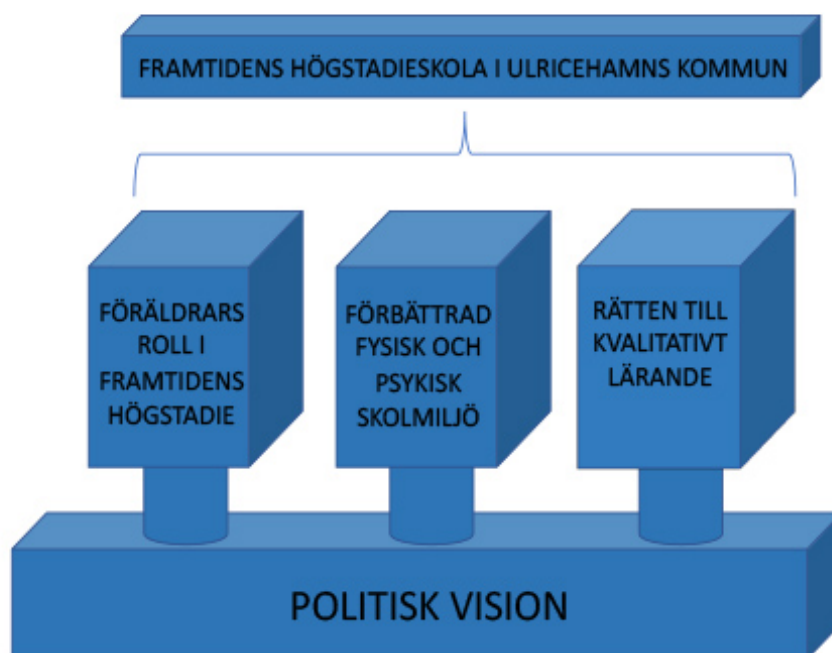 FRAMTIDENS HÖGSTADIESKOLA I ULRICEHAMNS KOMMUN
FÖRÄLDRARS
ROLL I
FRAMTIDENS
HÖGSTADIE
FÖRBÄTTRAD
FYSISK OCH
PSYKISK
SKOLMILJÖ
RÄTTEN TILL
KVALITATIVT
LÄRANDE
POLITISK VISION